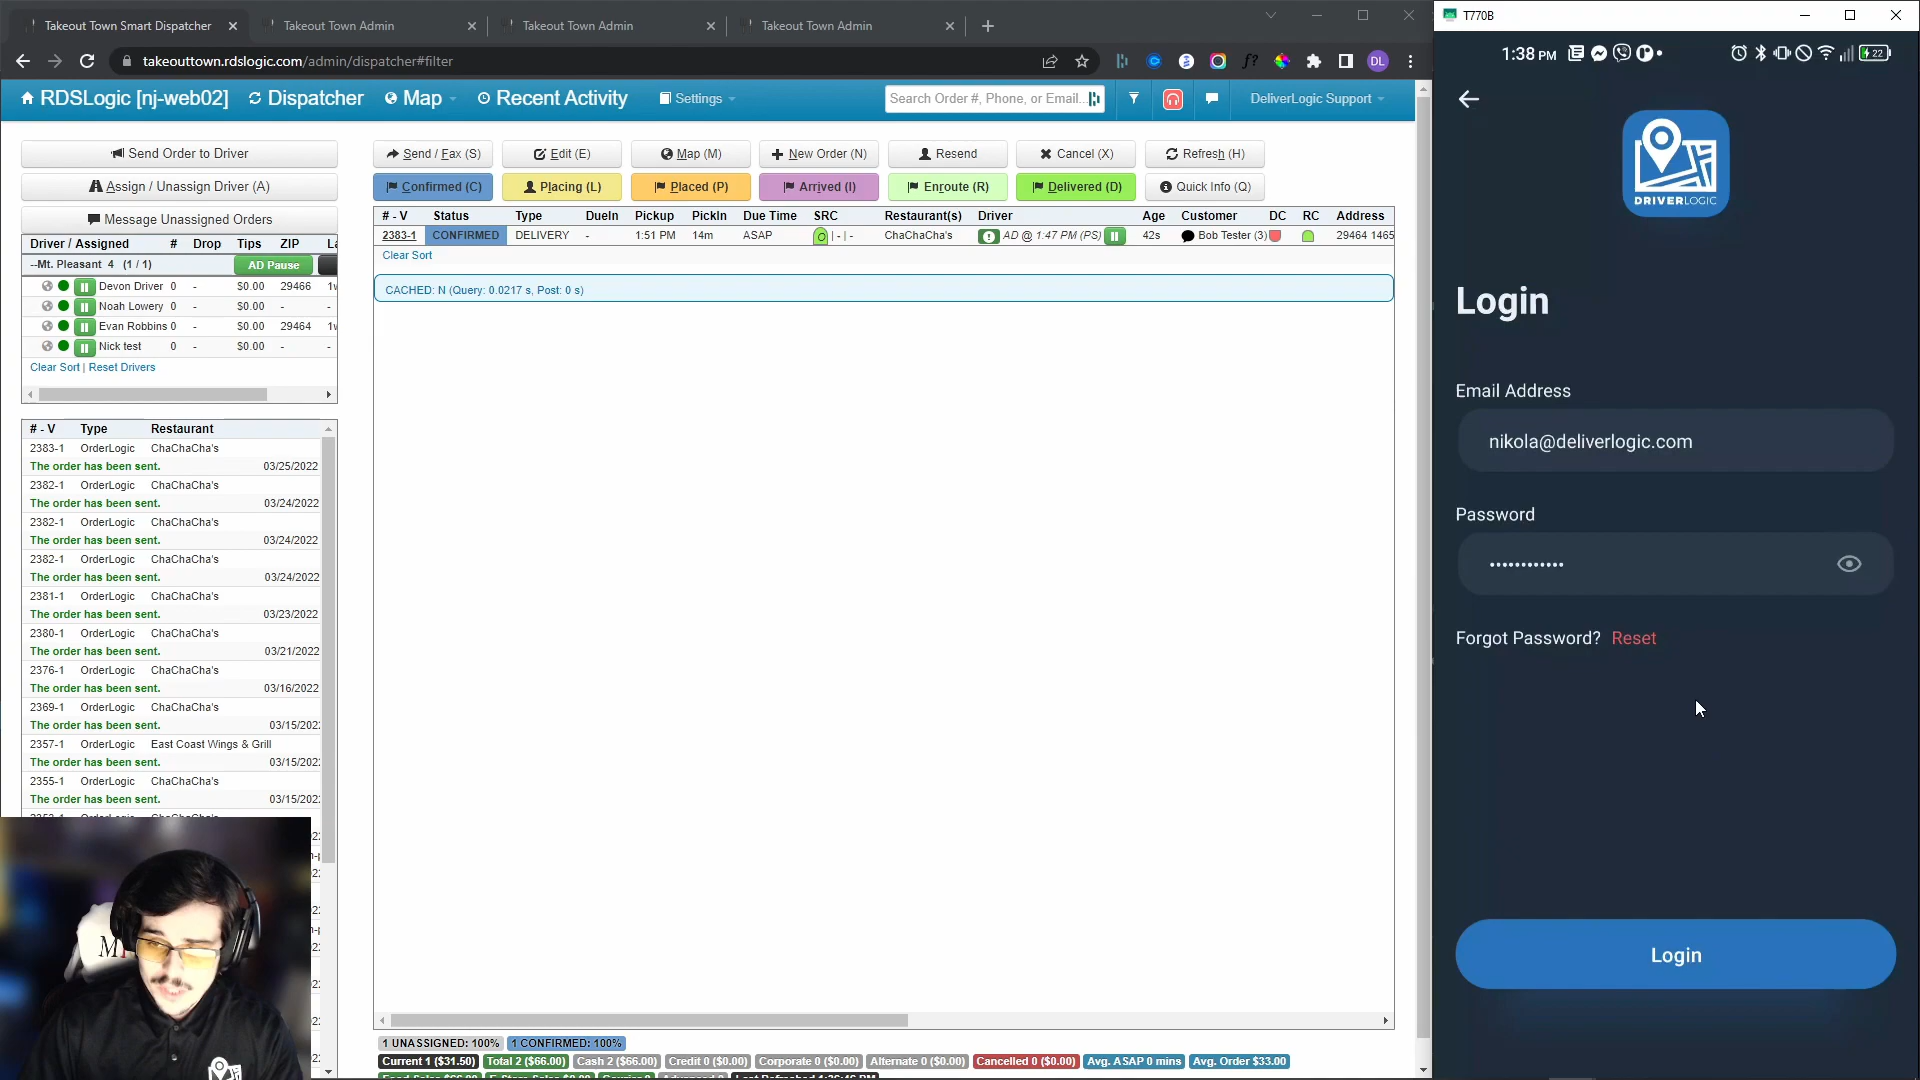 Takeout Town Smart Dispatcher
Takeout Town Admin
Takeout Town Admin
Takeout Town Admin
takeouttown.rdslogic.com/admin/dispatcher#filter
DL
RDSLogic [nj-web02] Dispatcher Map Recent Activity Settings
Search Order #, Phone, or Email...
DeliverLogic Support
Send Order to Driver
Assign / Unassign Driver (A)
Message Unassigned Orders
Driver / Assigned # Drop Tips ZIP
--Mt. Pleasant 4 (1 / 1) AD Pause
Devon Driver 0 - $0.00 29466
Noah Lowery 0 - $0.00 - -
Evan Robbins 0 - $0.00 29464
Nick test 0 - $0.00 - -
Clear Sort | Reset Drivers
# - V Type Restaurant
2383-1 OrderLogic ChaChaCha's
The order has been sent. 03/25/2022
2382-1 OrderLogic ChaChaCha's
The order has been sent. 03/24/2022
2382-1 OrderLogic ChaChaCha's
The order has been sent. 03/24/2022
2382-1 OrderLogic ChaChaCha's
The order has been sent. 03/24/2022
2381-1 OrderLogic ChaChaCha's
The order has been sent. 03/23/2022
2380-1 OrderLogic ChaChaCha's
The order has been sent. 03/21/2022
2376-1 OrderLogic ChaChaCha's
The order has been sent. 03/16/2022
2369-1 OrderLogic ChaChaCha's
The order has been sent. 03/15/202
2357-1 OrderLogic East Coast Wings & Grill
The order has been sent. 03/15/202
2355-1 OrderLogic ChaChaCha's
The order has been sent. 03/15/202
Send / Fax (S) Edit (E) Map (M) New Order (N) Resend Cancel (X) Refresh (H)
Confirmed (C) Placing (L) Placed (P) Arrived (I) Enroute (R) Delivered (D) Quick Info (Q)
# - V Status Type DueIn Pickup PickIn Due Time SRC Restaurant(s) Driver Age Customer DC RC Address
2383-1 CONFIRMED DELIVERY - 1:51 PM 14m ASAP O | - | - ChaChaCha's AD @ 1:47 PM (PS) 42s Bob Tester (3) 29464 1465
Clear Sort
CACHED: N (Query: 0.0217 s, Post: 0 s)
1 UNASSIGNED: 100% 1 CONFIRMED: 100%
Current 1 ($31.50) Total 2 ($66.00) Cash 2 ($66.00) Credit 0 ($0.00) Corporate 0 ($0.00) Alternate 0 ($0.00) Cancelled 0 ($0.00) Avg. ASAP 0 mins Avg. Order $33.00
T770B
1:38 PM
22
DRIVERLOGIC
Login
Email Address
nikola@deliverlogic.com
Password
••••••••••••
Forgot Password? Reset
Login